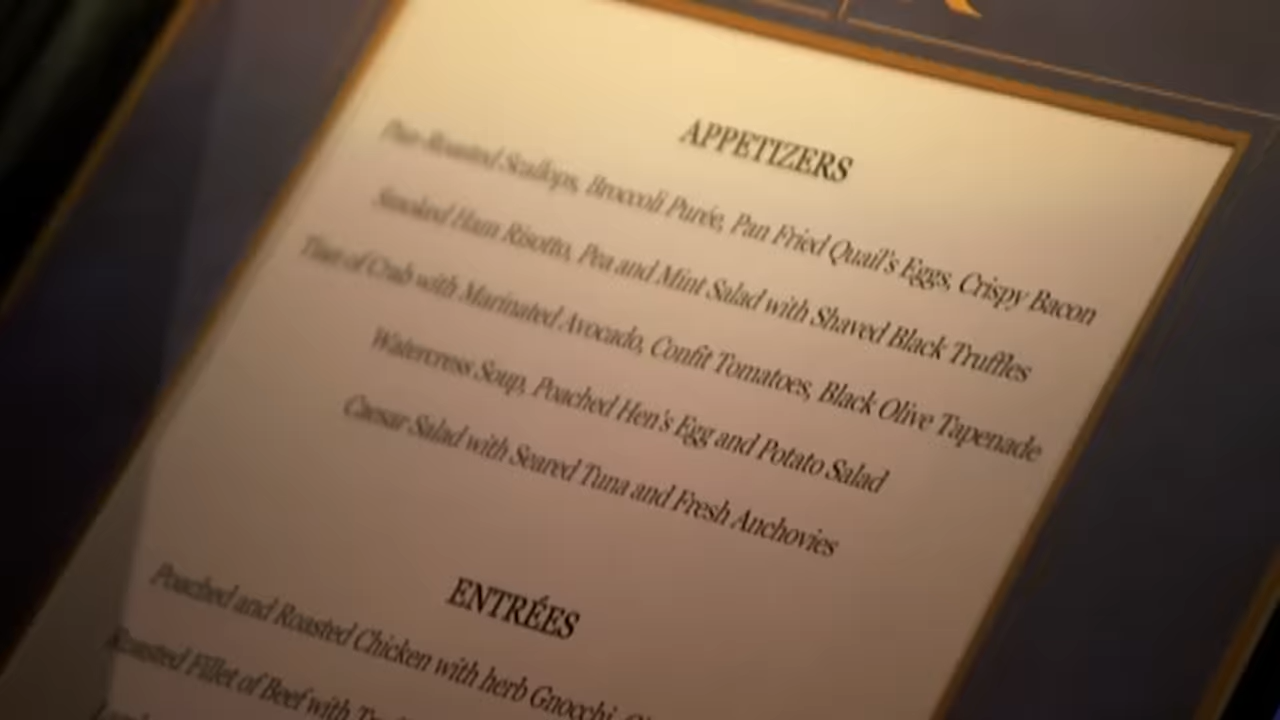 APPETIZERS
Pan Roasted Scallops, Broccoli Purée, Pan Fried Quail's Eggs, Crispy Bacon
Smoked Ham Risotto, Pea and Mint Salad with Shaved Black Truffles
Tian of Crab with Marinated Avocado, Confit Tomatoes, Black Olive Tapenade
Watercress Soup, Poached Hen's Egg and Potato Salad
Caesar Salad with Seared Tuna and Fresh Anchovies
ENTRÉES
Poached and Roasted Chicken with herb Gnocchi,
Roasted Fillet of Beef with